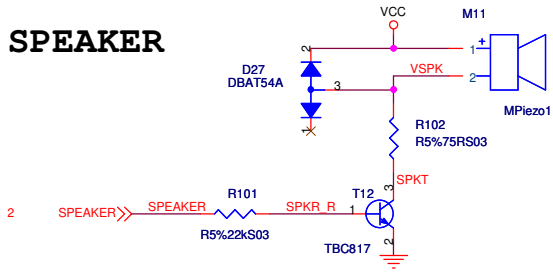 SPEAKER
VCC
M11
2
D27
DBAT54A
3
1
+
1
VSPK
2
MPiezo1
R102
R5%75RS03
SPKT
3
2
SPEAKER
SPEAKER
R101
SPKR_R
1
T12
R5%22kS03
TBC817
2